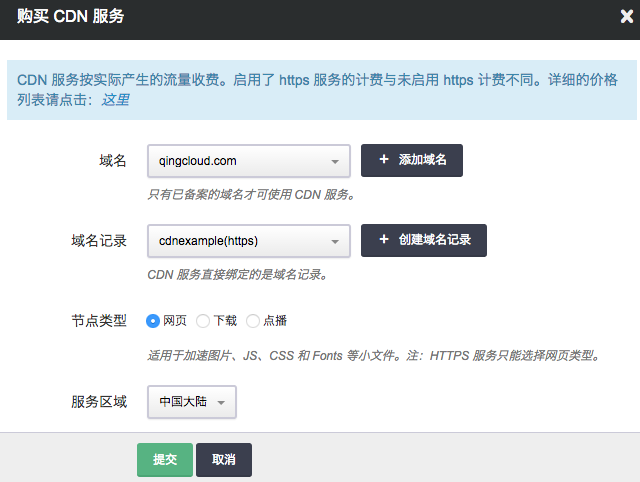 购买 CDN 服务
CDN 服务按实际产生的流量收费。启用了 https 服务的计费与未启用 https 计费不同。详细的价格
列表请点击：这里
域名 qingcloud.com + 添加域名
只有已备案的域名才可使用 CDN 服务。
域名记录 cdnexample(https) + 创建域名记录
CDN 服务直接绑定的是域名记录。
节点类型 网页 下载 点播
适用于加速图片、JS、CSS 和 Fonts 等小文件。注：HTTPS 服务只能选择网页类型。
服务区域 中国大陆
提交 取消